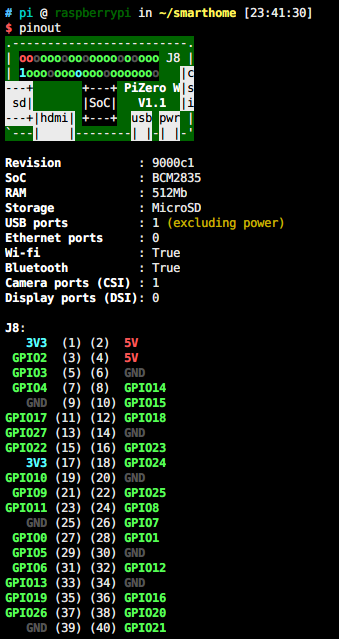 # pi @ raspberrypi in ~/smarthome [23:41:30]
$ pinout
.-------------------------.
| oooooooooooooooooooo J8 |
| 1ooooooooooooooooooo   |c
---+       +---+ PiZero W|s
 sd|       |SoC|   V1.1  |i
---+|hdmi| +---+  usb pwr |
`---|    |--------| |-| |-'
Revision           : 9000c1
SoC                : BCM2835
RAM                : 512Mb
Storage            : MicroSD
USB ports          : 1 (excluding power)
Ethernet ports     : 0
Wi-fi              : True
Bluetooth          : True
Camera ports (CSI) : 1
Display ports (DSI): 0
J8:
   3V3  (1) (2)  5V
 GPIO2  (3) (4)  5V
 GPIO3  (5) (6)  GND
 GPIO4  (7) (8)  GPIO14
   GND  (9) (10) GPIO15
GPIO17 (11) (12) GPIO18
GPIO27 (13) (14) GND
GPIO22 (15) (16) GPIO23
   3V3 (17) (18) GPIO24
GPIO10 (19) (20) GND
 GPIO9 (21) (22) GPIO25
GPIO11 (23) (24) GPIO8
   GND (25) (26) GPIO7
 GPIO0 (27) (28) GPIO1
 GPIO5 (29) (30) GND
 GPIO6 (31) (32) GPIO12
GPIO13 (33) (34) GND
GPIO19 (35) (36) GPIO16
GPIO26 (37) (38) GPIO20
   GND (39) (40) GPIO21